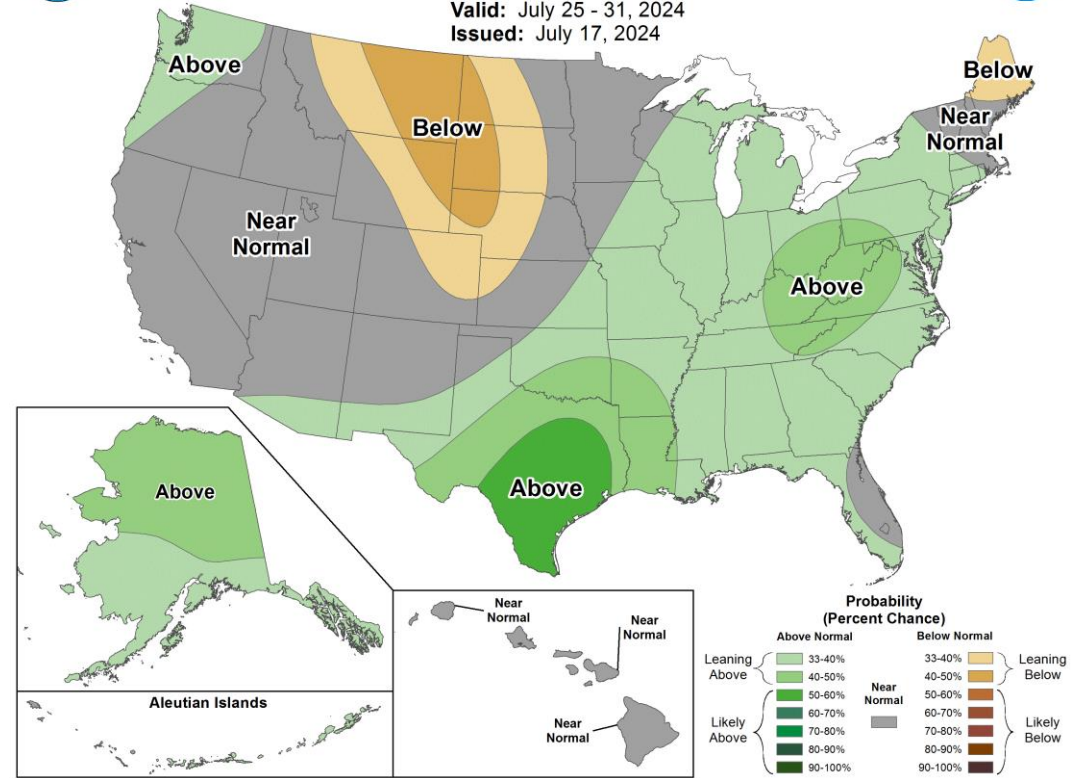 Valid: July 25 - 31, 2024
Issued: July 17, 2024
Above
Below
Below
Near
Normal
Near
Normal
Above
Above
Above
Aleutian Islands
Near
Normal
Near
Normal
Near
Normal
Probability
(Percent Chance)
Above Normal
Below Normal
Leaning
Above
33-40%
40-50%
Likely
Above
50-60%
60-70%
70-80%
80-90%
90-100%
Near
Normal
33-40%
40-50%
Leaning
Below
50-60%
60-70%
70-80%
80-90%
90-100%
Likely
Below